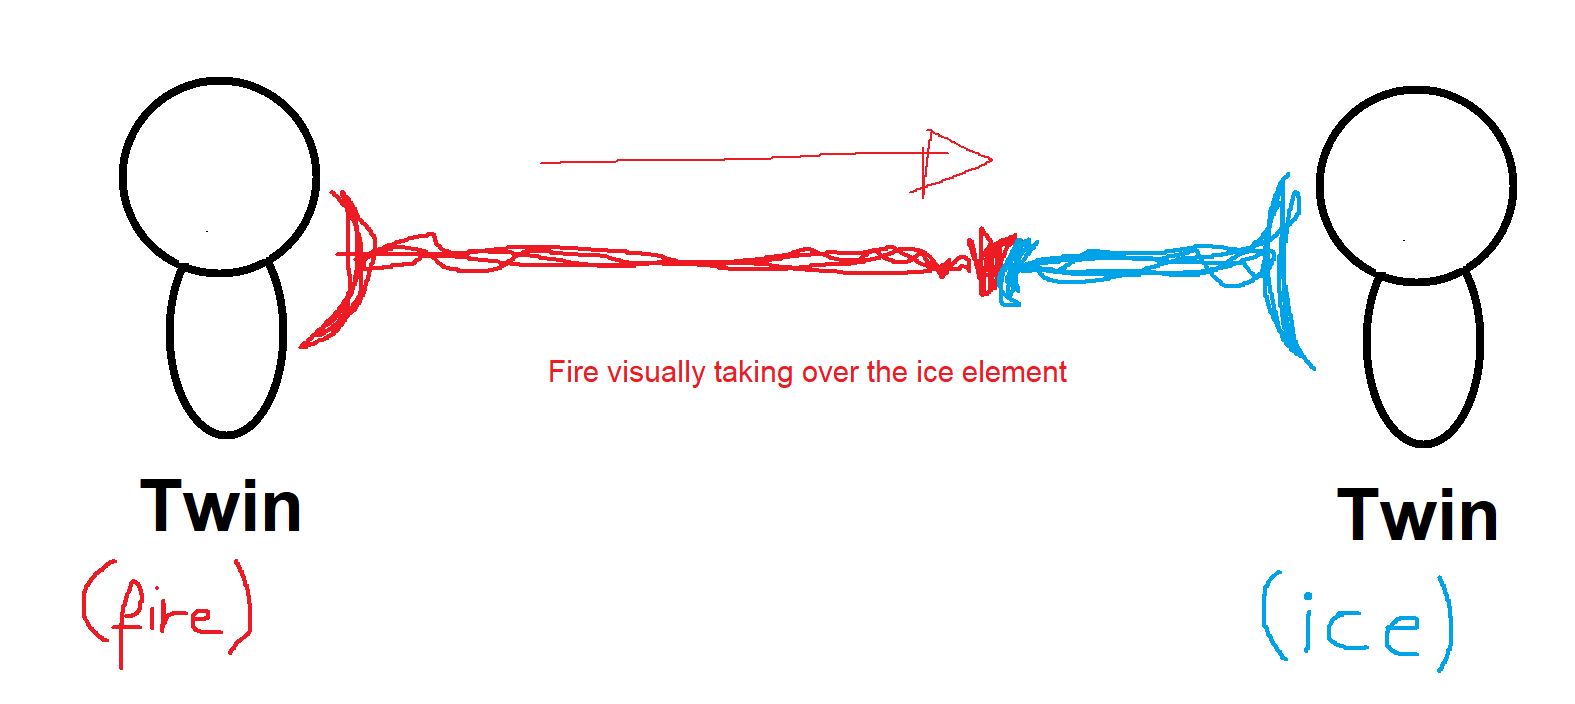 Fire visually taking over the ice element
Twin
Twin
(fire)
(ice)